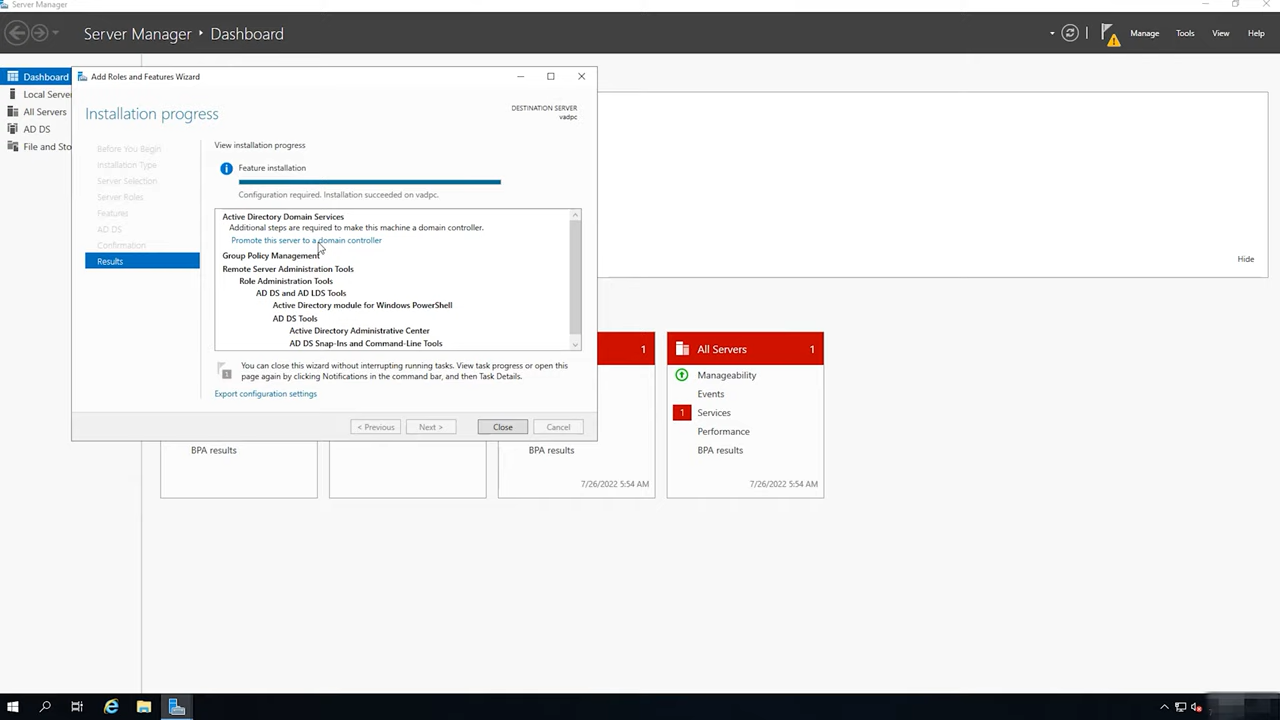 Server Manager
Server Manager • Dashboard
Manage
Tools
View
Help
Dashboard
Local Server
All Servers
AD DS
File and Sto
Add Roles and Features Wizard
Installation progress
DESTINATION SERVER
vadpc
Before You Begin
Installation Type
Server Selection
Server Roles
Features
AD DS
Confirmation
Results
View installation progress
Feature installation
Configuration required. Installation succeeded on vadpc.
Active Directory Domain Services
Additional steps are required to make this machine a domain controller.
Promote this server to a domain controller
Group Policy Management
Remote Server Administration Tools
Role Administration Tools
AD DS and AD LDS Tools
Active Directory module for Windows PowerShell
AD DS Tools
Active Directory Administrative Center
AD DS Snap-Ins and Command-Line Tools
1
You can close this wizard without interrupting running tasks. View task progress or open this
page again by clicking Notifications in the command bar, and then Task Details.
Export configuration settings
< Previous
Next >
Close
Cancel
Hide
1
All Servers 1
Manageability
Events
1 Services
Performance
BPA results
BPA results
BPA results
7/26/2022 5:54 AM
7/26/2022 5:54 AM